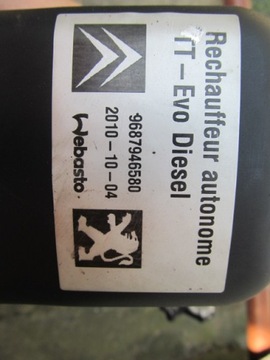 Rechauffeur autonome
TT-Evo Diesel
9687946580
2010-10-04
Webasto